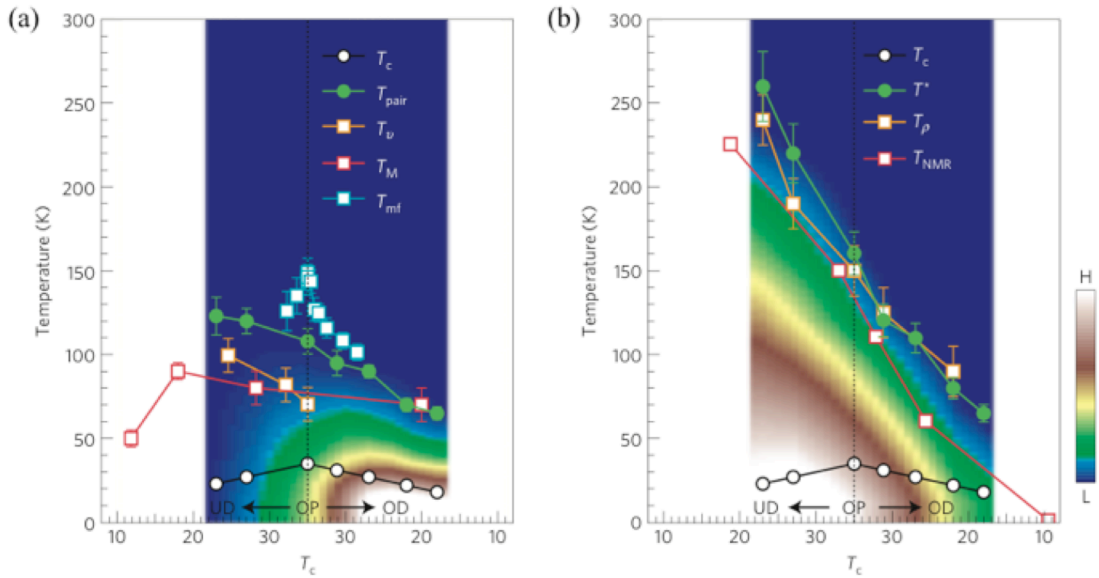 (a)
300
250
200
150
100
50
0
Temperature (K)
Tc
Tpair
Tν
TM
Tmf
UD ← OP → OD
10 20 30 30 20 10
Tc
(b)
300
250
200
150
100
50
0
Temperature (K)
Tc
T*
Tρ
TNMR
UD ← OP → OD
10 20 30 30 20 10
Tc
H
L